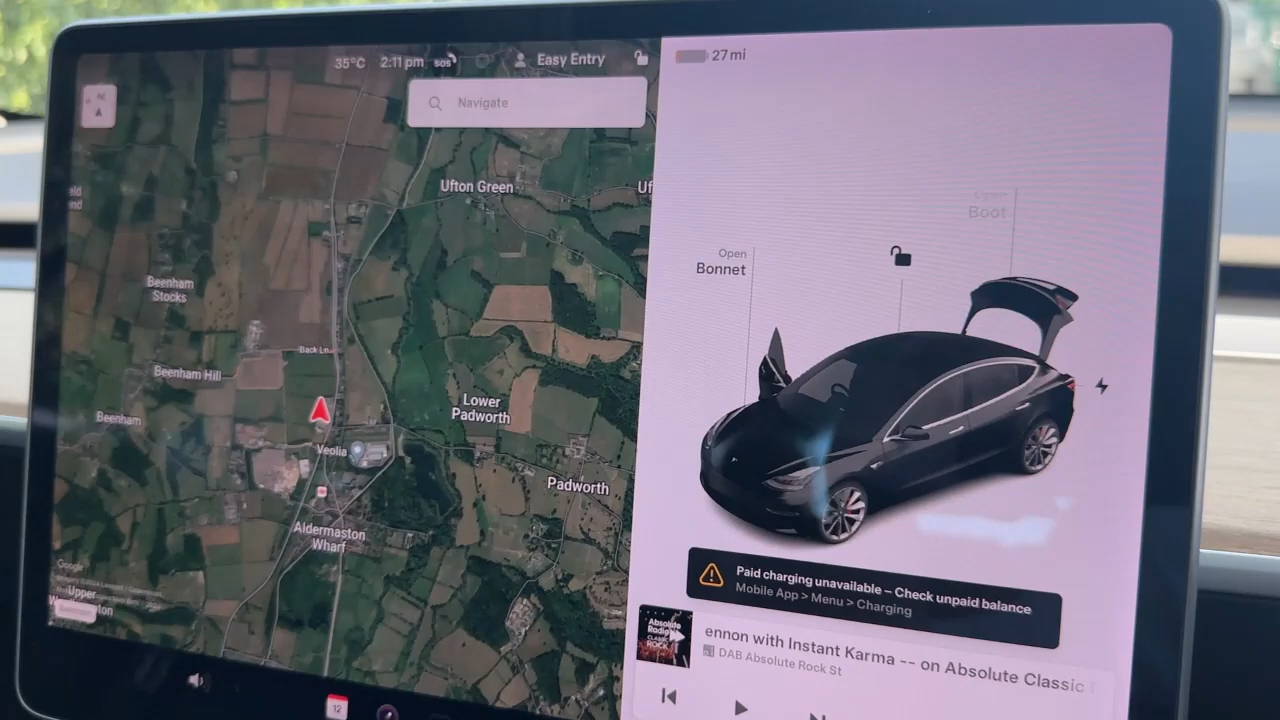 35°C 2:11 pm SOS Easy Entry
27 mi
NE
Navigate
Ufton Green
Uf
Boot
Open
Bonnet
Beenham
Stocks
Back Ln
Beenham Hill
Lower
Padworth
Beenham
Veolia
Padworth
Aldermaston
Wharf
Google
Upper
Paid charging unavailable – Check unpaid balance
Mobile App > Menu > Charging
Absolute
Radio
CLASSIC
ROCK
ennon with Instant Karma -- on Absolute Classic
DAB Absolute Rock St
12